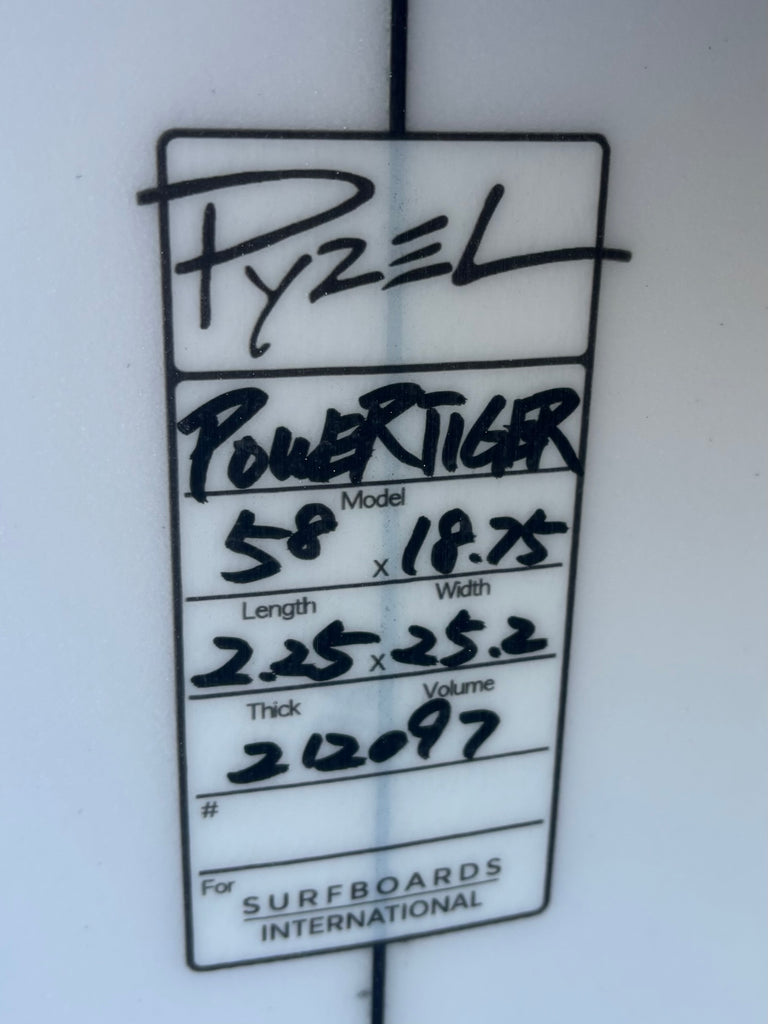 PYZEL
POWERTIGER
Model
58 x 18.75
Length Width
2.25 x 25.2
Thick Volume
212097
#
For SURFBOARDS
INTERNATIONAL